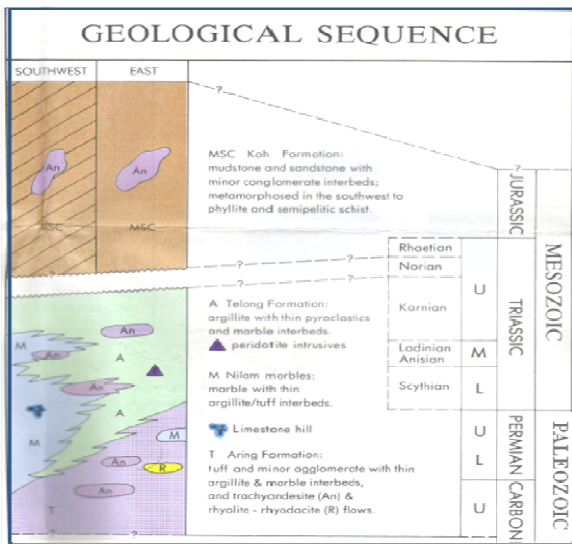 GEOLOGICAL SEQUENCE
SOUTHWEST
EAST
?
?
An
An
MSC Koh Formation:
mudstone and sandstone with
minor conglomerate interbeds;
metamorphosed in the southwest to
phyllite and semipelitic schist.
MSC
MSC
JURASSIC
MESOZOIC
?
?
?
?
?
Rhaetian
Norian
Karnian
U
TRIASSIC
A Telong Formation:
argillite with thin pyroclastics
and marble interbeds.
peridotite intrusives
An
M
An
A
Ladinian
Anisian
M
M Nilam marbles:
marble with thin
argillite/tuff interbeds.
An
Scythian
L
A
Limestone hill
M
M
U
PERMIAN
PALEOZOIC
T Aring Formation:
tuff and minor agglomerate with thin
argillite & marble interbeds,
and trachyandesite (An) &
rhyolite - rhyodacite (R) flows.
An
R
L
An
T
U
CARBON
?